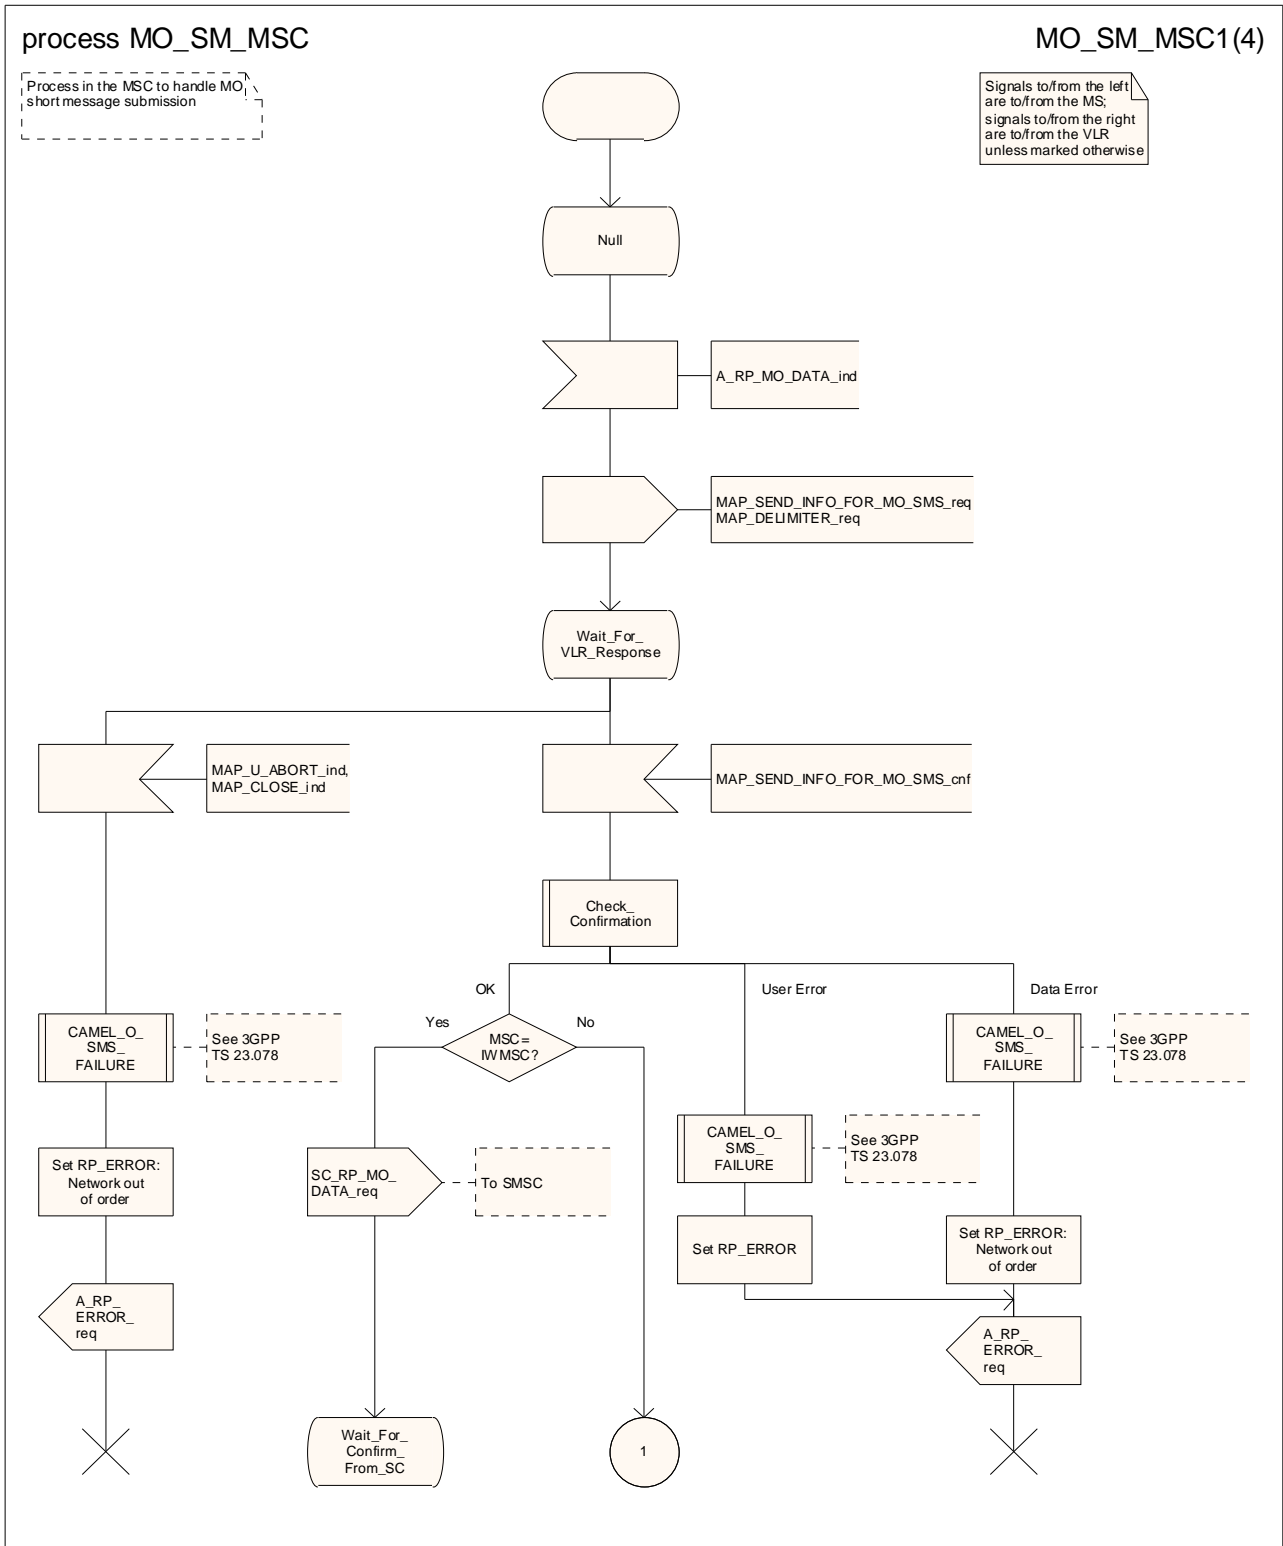 process MO_SM_MSC
MO_SM_MSC1(4)
Process in the MSC to handle MO
short message submission
Signals to/from the left
are to/from the MS;
signals to/from the right
are to/from the VLR
unless marked otherwise
Null
A_RP_MO_DATA_ind
MAP_SEND_INFO_FOR_MO_SMS_req
MAP_DELIMITER_req
Wait_For_
VLR_Response
MAP_U_ABORT_ind,
MAP_CLOSE_ind
MAP_SEND_INFO_FOR_MO_SMS_cnf
Check_
Confirmation
OK
User Error
Data Error
Yes
No
CAMEL_O_
SMS_
FAILURE
See 3GPP
TS 23.078
MSC=
IWMSC?
CAMEL_O_
SMS_
FAILURE
See 3GPP
TS 23.078
CAMEL_O_
SMS_
FAILURE
See 3GPP
TS 23.078
Set RP_ERROR:
Network out
of order
SC_RP_MO_
DATA_req
To SMSC
Set RP_ERROR
Set RP_ERROR:
Network out
of order
A_RP_
ERROR_
req
A_RP_
ERROR_
req
Wait_For_
Confirm_
From_SC
1